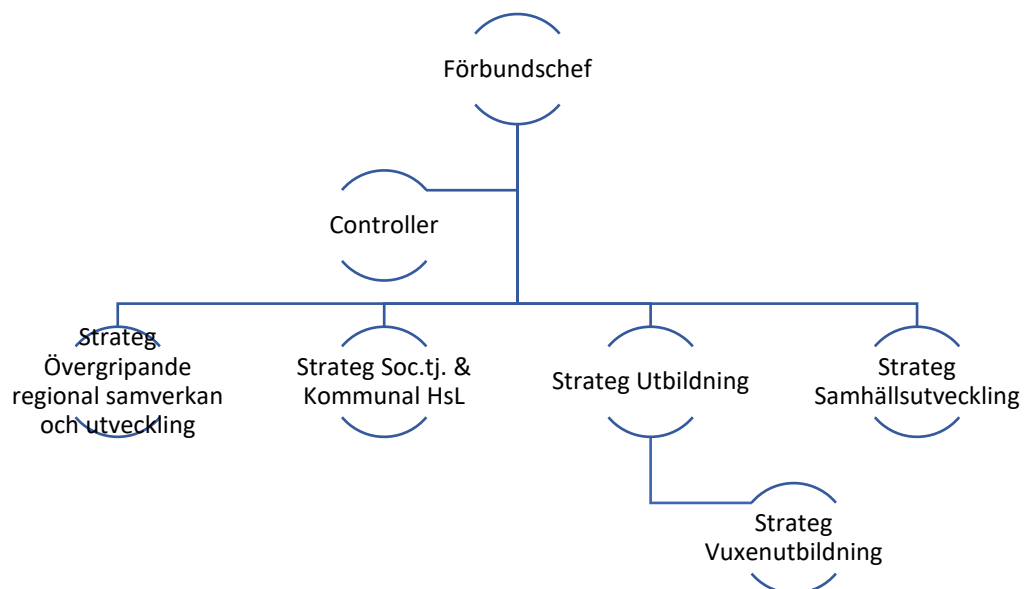 Förbundschef
Controller
Strateg
Övergripande
regional samverkan
och utveckling
Strateg Soc.tj. &
Kommunal HsL
Strateg Utbildning
Strateg
Samhällsutveckling
Strateg
Vuxenutbildning